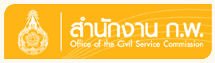 สำนักงาน ก.พ.
Office of the Civil Service Commission